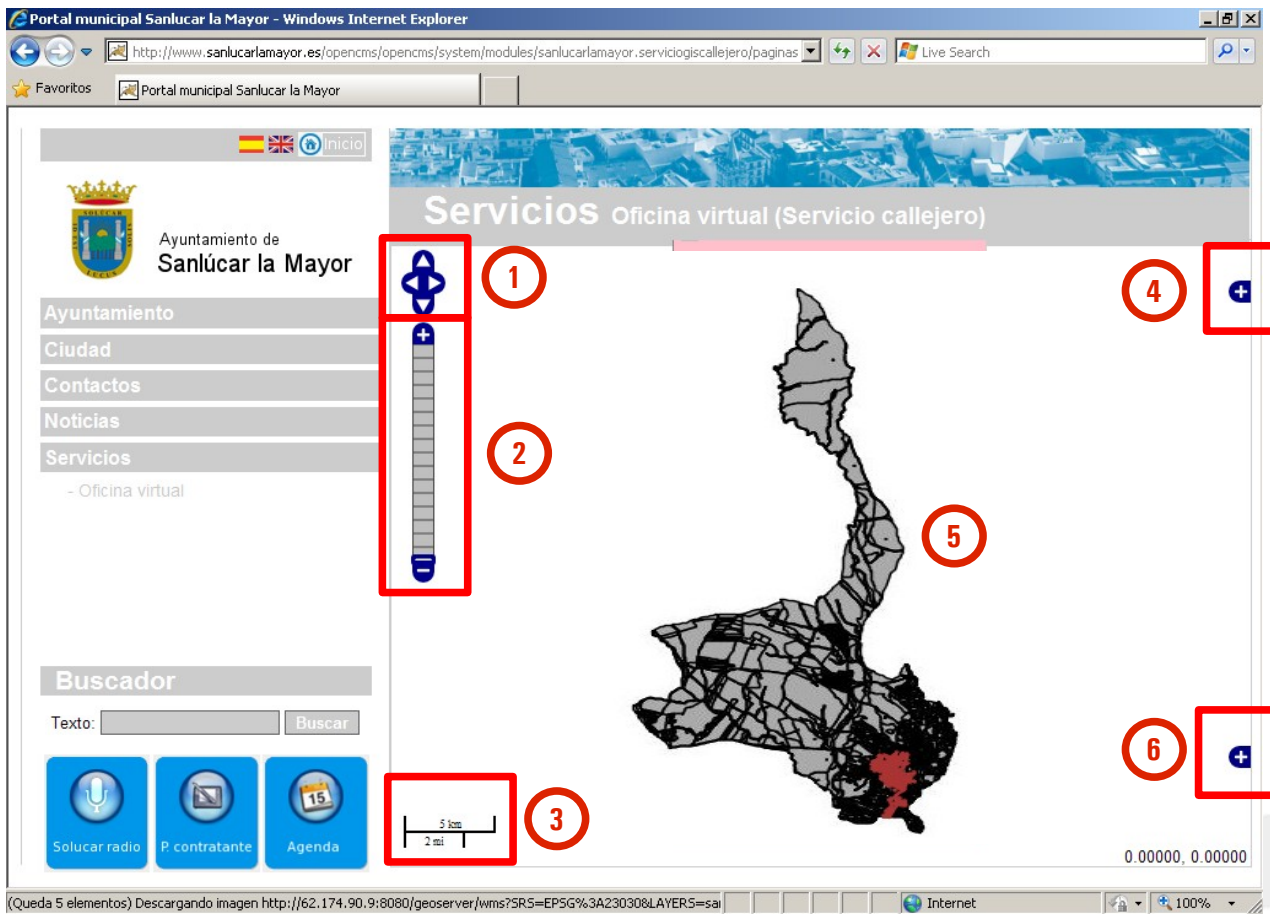 Portal municipal Sanlucar la Mayor - Windows Internet Explorer
http://www.sanlucarlamayor.es/opencms/opencms/system/modules/sanlucarlamayor.serviciogiscallejero/paginas
Live Search
Favoritos
Portal municipal Sanlucar la Mayor
Inicio
Servicios Oficina virtual (Servicio callejero)
SOLUCAR
LUCUS
Ayuntamiento de
Sanlúcar la Mayor
Ayuntamiento
Ciudad
Contactos
Noticias
Servicios
- Oficina virtual
Buscador
Texto:
Buscar
15
Solucar radio
P. contratante
Agenda
1
2
3
4
5
6
5 km
2 mi
0.00000, 0.00000
(Queda 5 elementos) Descargando imagen http://62.174.90.9:8080/geoserver/wms?SRS=EPSG%3A23030&LAYERS=sa
Internet
100%